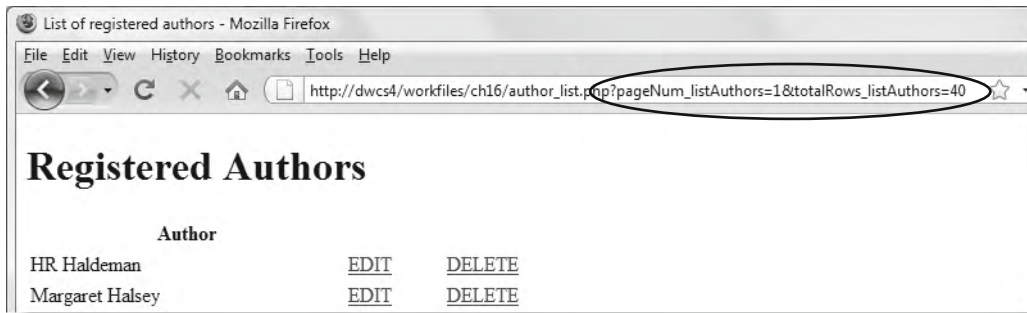 List of registered authors - Mozilla Firefox
File Edit View History Bookmarks Tools Help
http://dwcs4/workfiles/ch16/author_list.php?pageNum_listAuthors=1&totalRows_listAuthors=40
Registered Authors
Author
HR Haldeman EDIT DELETE
Margaret Halsey EDIT DELETE